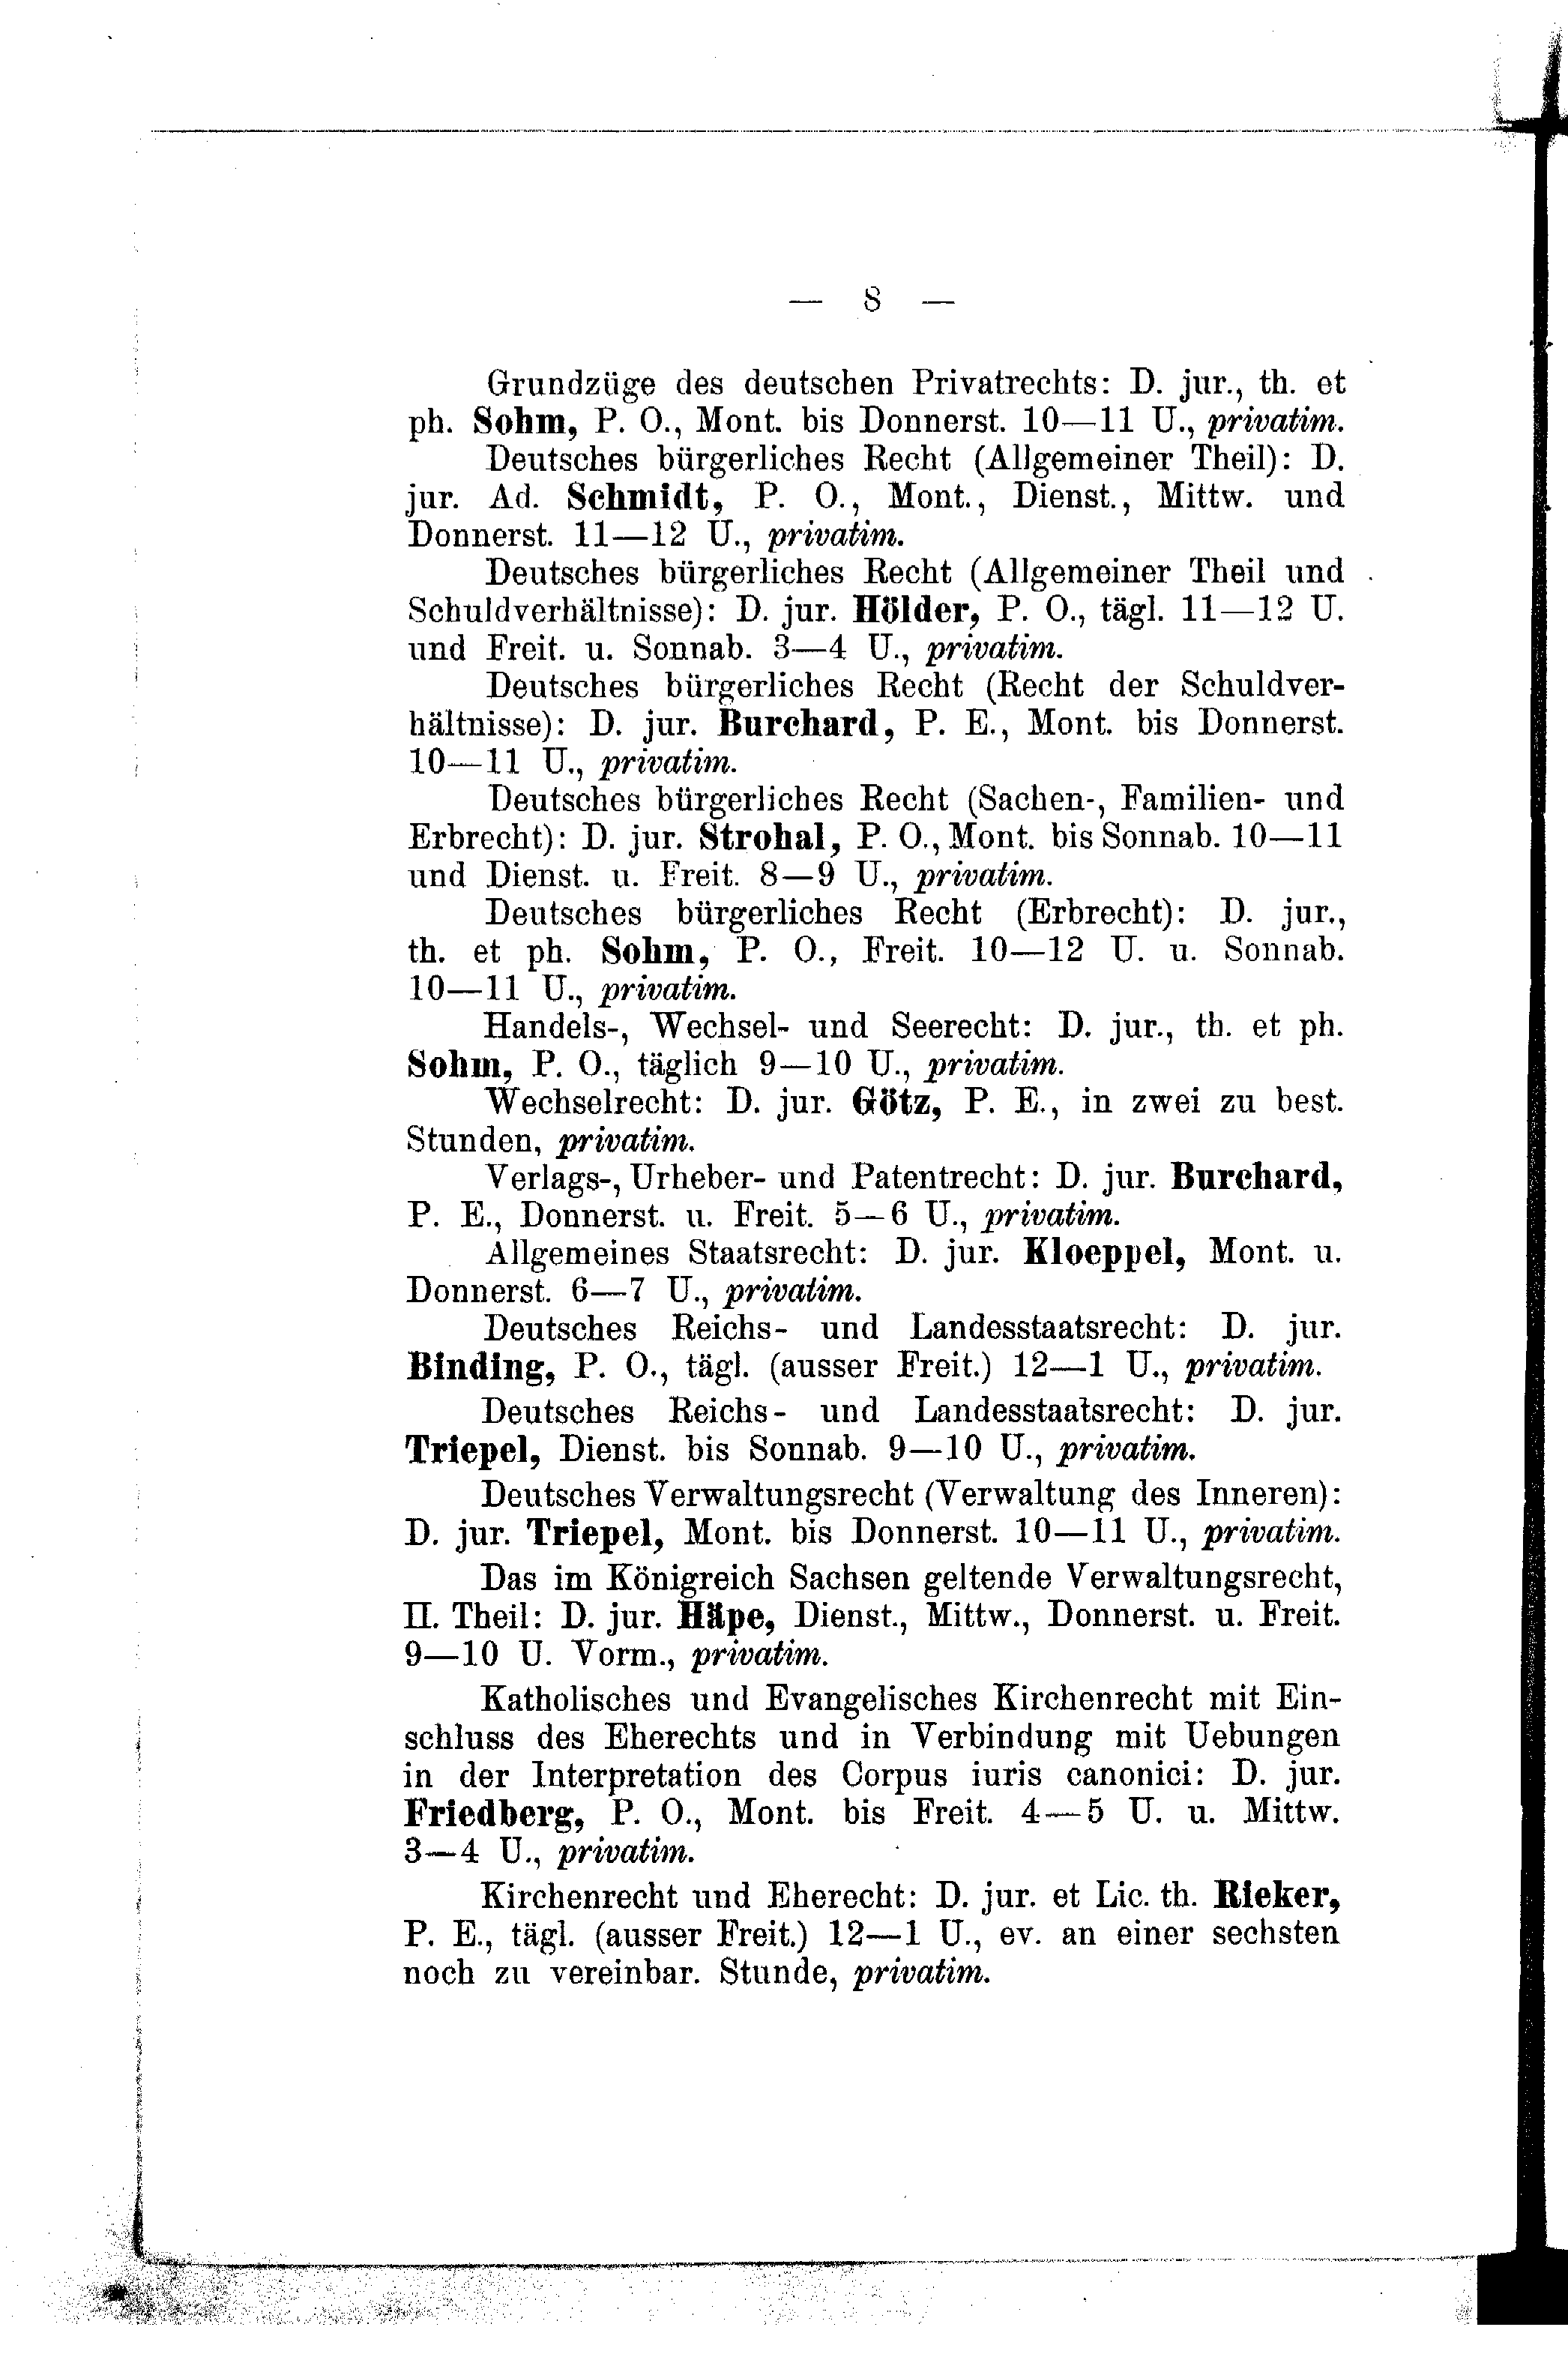 — 8 —
Grundzüge des deutschen Privatrechts: D. jur., th. et
ph. Sohm, P. O., Mont. bis Donnerst. 10—11 U., privatim.
Deutsches bürgerliches Recht (Allgemeiner Theil): D.
jur. Ad. Schmidt, P. O., Mont., Dienst., Mittw. und
Donnerst. 11—12 U., privatim.
Deutsches bürgerliches Recht (Allgemeiner Theil und
Schuldverhältnisse): D. jur. Hölder, P. O., tägl. 11—12 U.
und Freit. u. Sonnab. 3—4 U., privatim.
Deutsches bürgerliches Recht (Recht der Schuldver-
hältnisse): D. jur. Burchard, P. E., Mont. bis Donnerst.
10—11 U., privatim.
Deutsches bürgerliches Recht (Sachen-, Familien- und
Erbrecht): D. jur. Strohal, P. O., Mont. bis Sonnab. 10—11
und Dienst. u. Freit. 8—9 U., privatim.
Deutsches bürgerliches Recht (Erbrecht): D. jur.,
th. et ph. Sohm, P. O., Freit. 10—12 U. u. Sonnab.
10—11 U., privatim.
Handels-, Wechsel- und Seerecht: D. jur., th. et ph.
Sohm, P. O., täglich 9—10 U., privatim.
Wechselrecht: D. jur. Götz, P. E., in zwei zu best.
Stunden, privatim.
Verlags-, Urheber- und Patentrecht: D. jur. Burchard,
P. E., Donnerst. u. Freit. 5—6 U., privatim.
Allgemeines Staatsrecht: D. jur. Kloeppel, Mont. u.
Donnerst. 6—7 U., privatim.
Deutsches Reichs- und Landesstaatsrecht: D. jur.
Binding, P. O., tägl. (ausser Freit.) 12—1 U., privatim.
Deutsches Reichs- und Landesstaatsrecht: D. jur.
Triepel, Dienst. bis Sonnab. 9—10 U., privatim.
Deutsches Verwaltungsrecht (Verwaltung des Inneren):
D. jur. Triepel, Mont. bis Donnerst. 10—11 U., privatim.
Das im Königreich Sachsen geltende Verwaltungsrecht,
II. Theil: D. jur. Häpe, Dienst., Mittw., Donnerst. u. Freit.
9—10 U. Vorm., privatim.
Katholisches und Evangelisches Kirchenrecht mit Ein-
schluss des Eherechts und in Verbindung mit Uebungen
in der Interpretation des Corpus iuris canonici: D. jur.
Friedberg, P. O., Mont. bis Freit. 4—5 U. u. Mittw.
3—4 U., privatim.
Kirchenrecht und Eherecht: D. jur. et Lic. th. Rieker,
P. E., tägl. (ausser Freit.) 12—1 U., ev. an einer sechsten
noch zu vereinbar. Stunde, privatim.